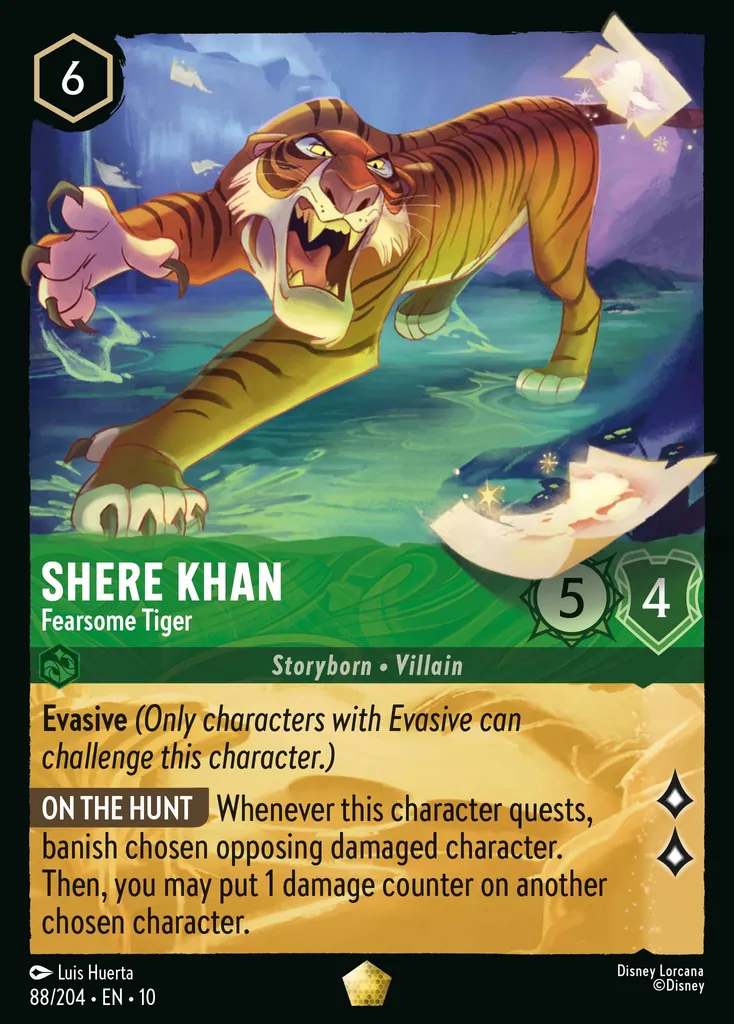 6
SHERE KHAN
Fearsome Tiger
5
4
Storyborn • Villain
Evasive (Only characters with Evasive can
challenge this character.)
ON THE HUNT Whenever this character quests,
banish chosen opposing damaged character.
Then, you may put 1 damage counter on another
chosen character.
Luis Huerta
88/204 • EN • 10
Disney Lorcana
©Disney